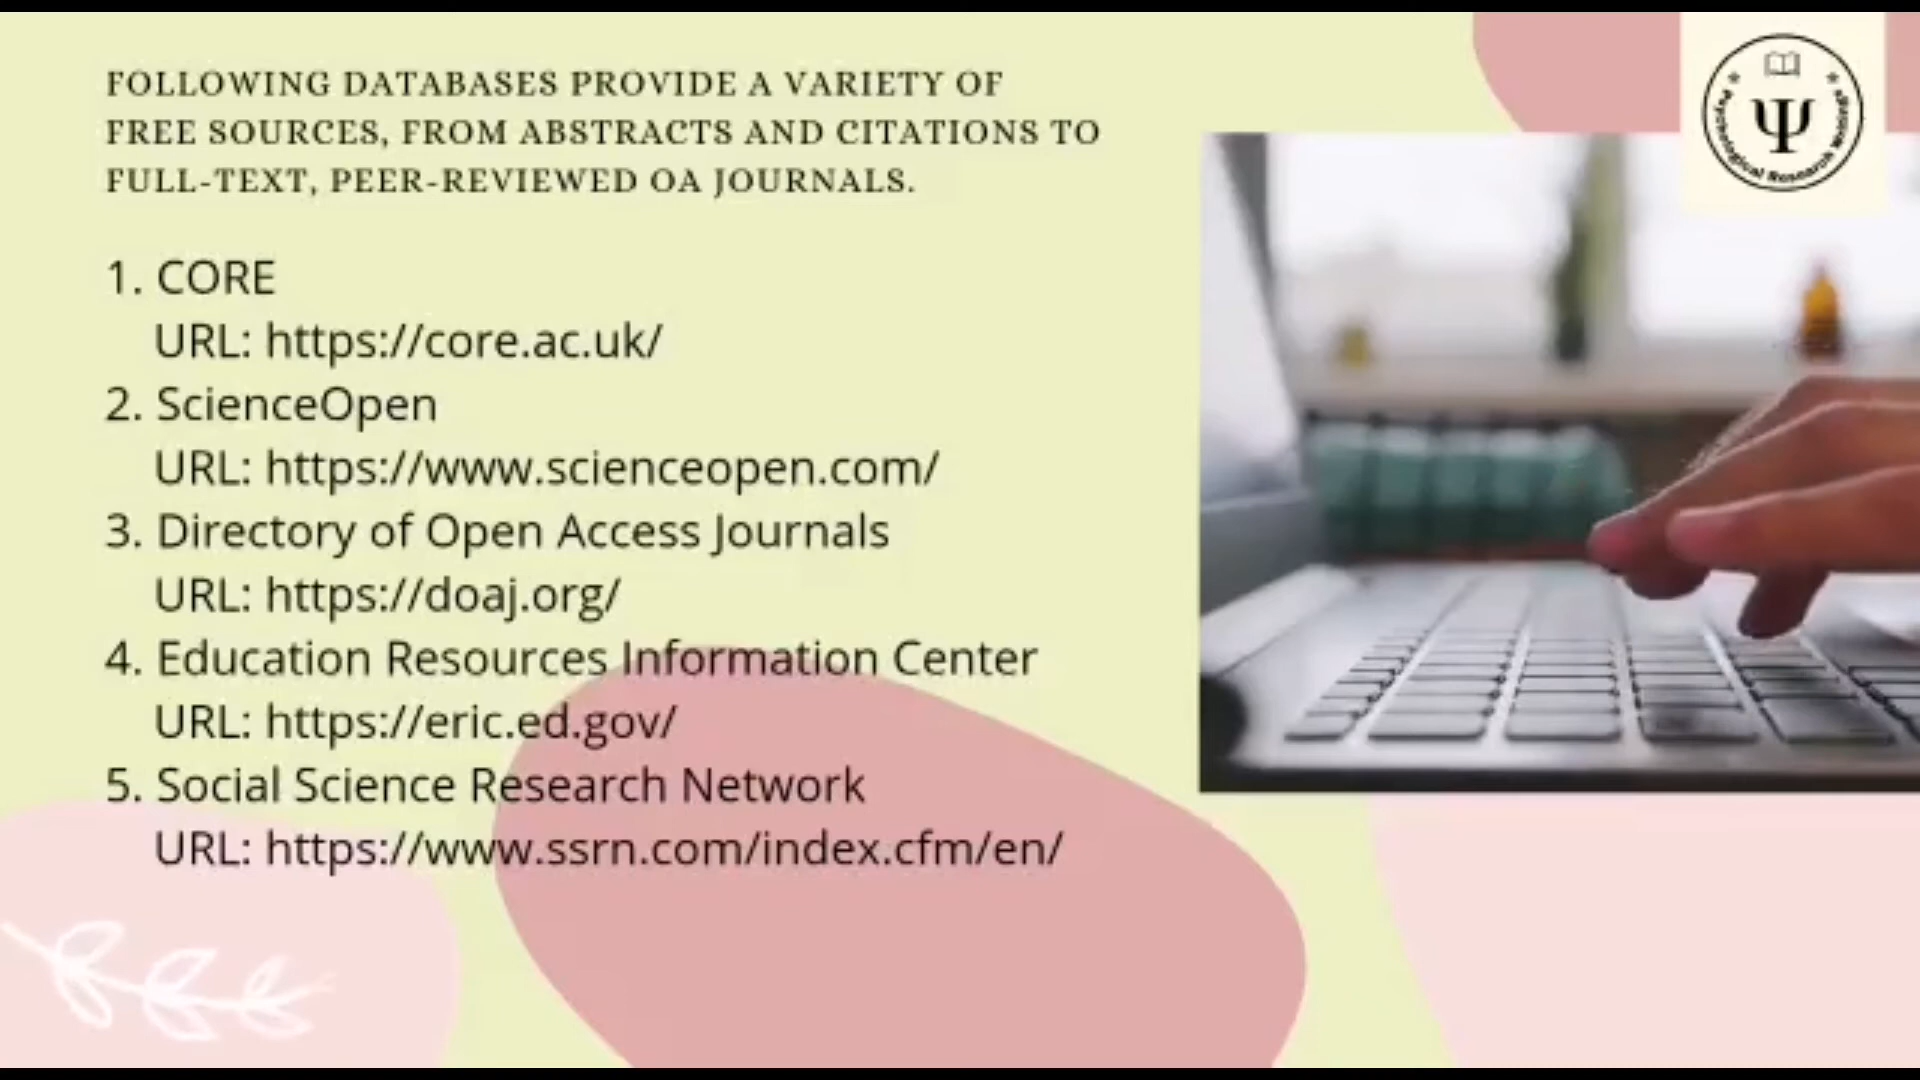 FOLLOWING DATABASES PROVIDE A VARIETY OF
FREE SOURCES, FROM ABSTRACTS AND CITATIONS TO
FULL-TEXT, PEER-REVIEWED OA JOURNALS.
1. CORE
URL: https://core.ac.uk/
2. ScienceOpen
URL: https://www.scienceopen.com/
3. Directory of Open Access Journals
URL: https://doaj.org/
4. Education Resources Information Center
URL: https://eric.ed.gov/
5. Social Science Research Network
URL: https://www.ssrn.com/index.cfm/en/
Ψ
Psychological Research